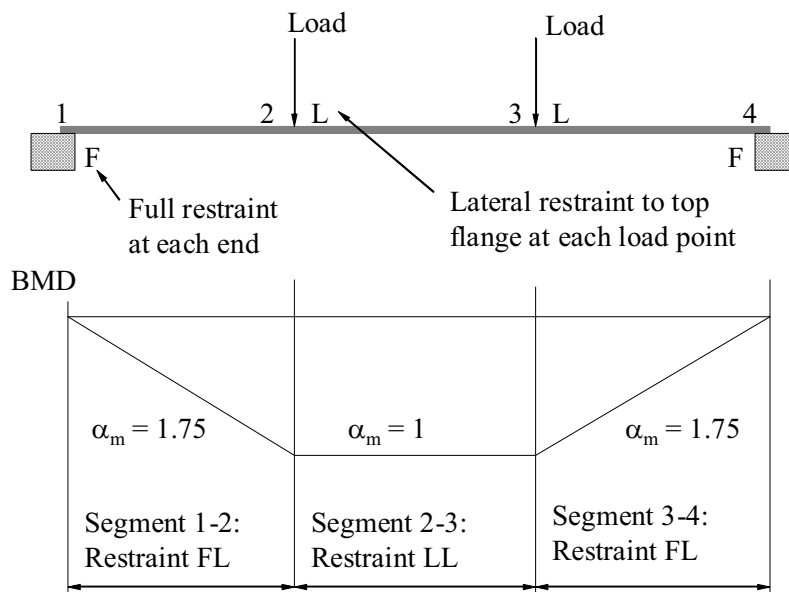 Load
Load
1
2
L
3
L
4
F
F
Full restraint
at each end
Lateral restraint to top
flange at each load point
BMD
αm = 1.75
αm = 1
αm = 1.75
Segment 1-2:
Restraint FL
Segment 2-3:
Restraint LL
Segment 3-4:
Restraint FL